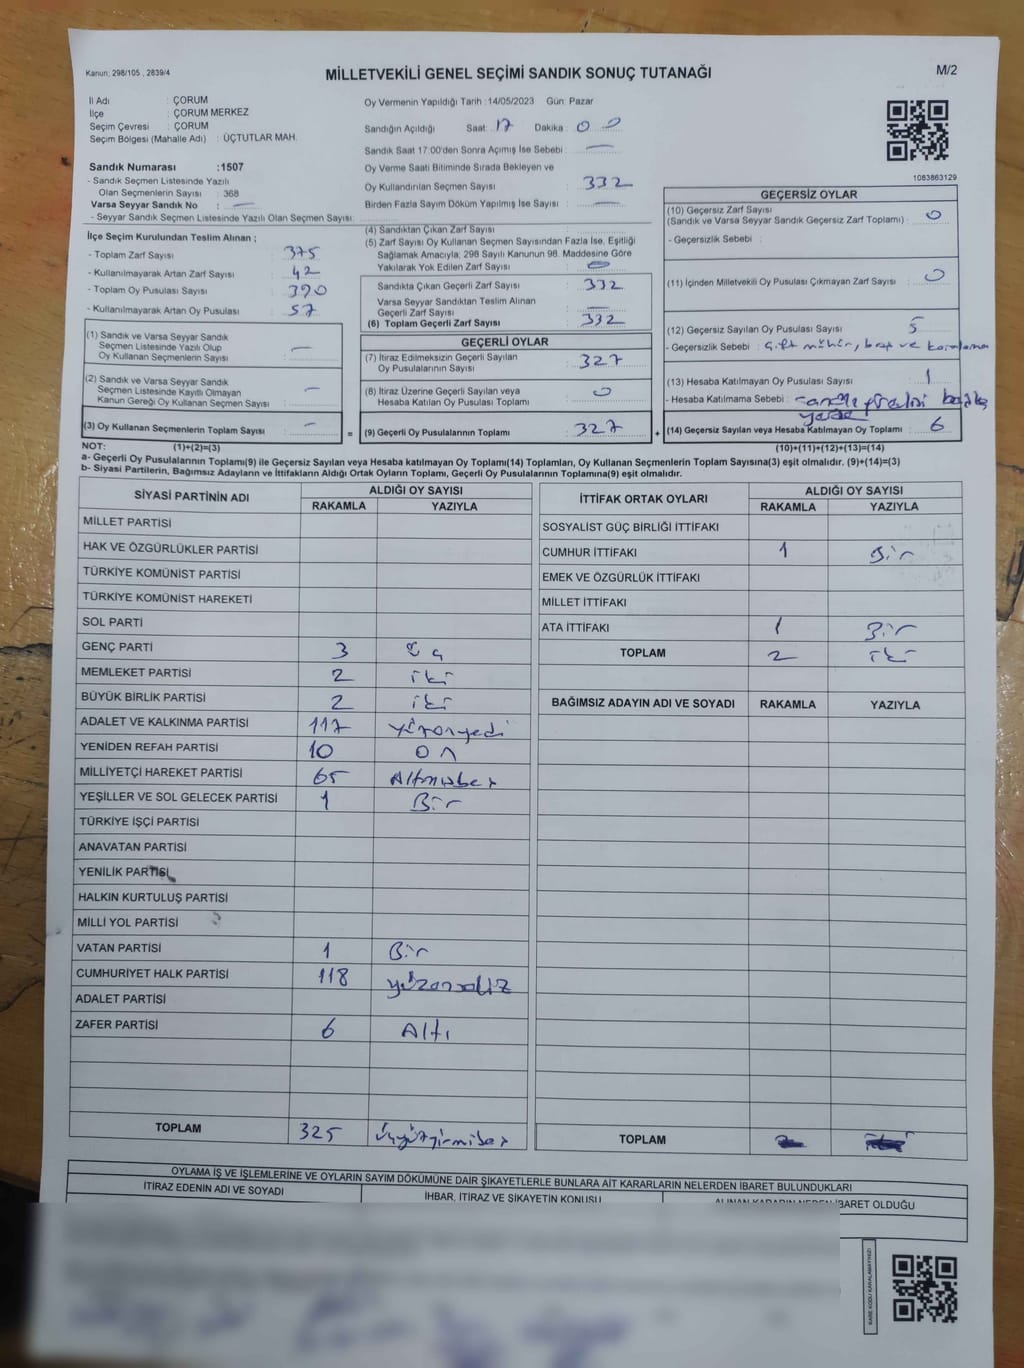 Kanun; 298/105 , 2839/4
MİLLETVEKİLİ GENEL SEÇİMİ SANDIK SONUÇ TUTANAĞI
M/2
İl Adı : ÇORUM
İlçe : ÇORUM MERKEZ
Seçim Çevresi : ÇORUM
Seçim Bölgesi (Mahalle Adı) : ÜÇTUTLAR MAH.
Sandık Numarası :1507
- Sandık Seçmen Listesinde Yazılı
Olan Seçmenlerin Sayısı : 368
Varsa Seyyar Sandık No : —
- Seyyar Sandık Seçmen Listesinde Yazılı Olan Seçmen Sayısı:
Oy Vermenin Yapıldığı Tarih :14/05/2023 Gün: Pazar
Sandığın Açıldığı Saat: 17 Dakika : 00
Sandık Saat 17:00'den Sonra Açımış İse Sebebi : —
Oy Verme Saati Bitiminde Sırada Bekleyen ve
Oy Kullandırılan Seçmen Sayısı : 332
Birden Fazla Sayım Döküm Yapılmış İse Sayısı : —
1083863129
İlçe Seçim Kurulundan Teslim Alınan ;
- Toplam Zarf Sayısı : 375
- Kullanılmayarak Artan Zarf Sayısı : 42
- Toplam Oy Pusulası Sayısı : 390
- Kullanılmayarak Artan Oy Pusulası : 57
(1) Sandık ve Varsa Seyyar Sandık
Seçmen Listesinde Yazılı Olup
Oy Kullanan Seçmenlerin Sayısı : —
(2) Sandık ve Varsa Seyyar Sandık
Seçmen Listesinde Kayıtlı Olmayan
Kanun Gereği Oy Kullanan Seçmen Sayısı : —
(3) Oy Kullanan Seçmenlerin Toplam Sayısı : —
(4) Sandıktan Çıkan Zarf Sayısı :
(5) Zarf Sayısı Oy Kullanan Seçmen Sayısından Fazla İse, Eşitliği
Sağlamak Amacıyla, 298 Sayılı Kanunun 98. Maddesine Göre
Yakılarak Yok Edilen Zarf Sayısı : 0
Sandıkta Çıkan Geçerli Zarf Sayısı : 332
Varsa Seyyar Sandıktan Teslim Alınan
Geçerli Zarf Sayısı : —
(6) Toplam Geçerli Zarf Sayısı : 332
GEÇERLİ OYLAR
(7) İtiraz Edilmeksizin Geçerli Sayılan
Oy Pusulalarının Sayısı : 327
(8) İtiraz Üzerine Geçerli Sayılan veya
Hesaba Katılan Oy Pusulası Toplamı : 0
= (9) Geçerli Oy Pusulalarının Toplamı : 327 +
GEÇERSİZ OYLAR
(10) Geçersiz Zarf Sayısı
(Sandık ve Varsa Seyyar Sandık Geçersiz Zarf Toplamı) : 0
- Geçersizlik Sebebi :
(11) İçinden Milletvekili Oy Pusulası Çıkmayan Zarf Sayısı : 0
(12) Geçersiz Sayılan Oy Pusulası Sayısı : 5
- Geçersizlik Sebebi : çift mühür, boş ve karalama
(13) Hesaba Katılmayan Oy Pusulası Sayısı : 1
- Hesaba Katılmama Sebebi : başka
yere
(14) Geçersiz Sayılan veya Hesaba Katılmayan Oy Toplamı : 6
NOT: (1)+(2)=(3) (10)+(11)+(12)+(13)=(14)
a- Geçerli Oy Pusulalarının Toplamı(9) ile Geçersiz Sayılan veya Hesaba katılmayan Oy Toplamı(14) Toplamları, Oy Kullanan Seçmenlerin Toplam Sayısına(3) eşit olmalıdır. (9)+(14)=(3)
b- Siyasi Partilerin, Bağımsız Adayların ve İttifakların Aldığı Ortak Oyların Toplamı, Geçerli Oy Pusulalarının Toplamına(9) eşit olmalıdır.
SİYASİ PARTİNİN ADI ALDIĞI OY SAYISI
RAKAMLA YAZIYLA
MİLLET PARTİSİ
HAK VE ÖZGÜRLÜKLER PARTİSİ
TÜRKİYE KOMÜNİST PARTİSİ
TÜRKİYE KOMÜNİST HAREKETİ
SOL PARTİ
GENÇ PARTİ 3 Üç
MEMLEKET PARTİSİ 2 iki
BÜYÜK BİRLİK PARTİSİ 2 iki
ADALET VE KALKINMA PARTİSİ 117 yüzonyedi
YENİDEN REFAH PARTİSİ 10 ON
MİLLİYETÇİ HAREKET PARTİSİ 65 Altmışbeş
YEŞİLLER VE SOL GELECEK PARTİSİ 1 Bir
TÜRKİYE İŞÇİ PARTİSİ
ANAVATAN PARTİSİ
YENİLİK PARTİSİ
HALKIN KURTULUŞ PARTİSİ
MİLLİ YOL PARTİSİ
VATAN PARTİSİ 1 Bir
CUMHURİYET HALK PARTİSİ 118 yüzonsekiz
ADALET PARTİSİ
ZAFER PARTİSİ 6 Altı
TOPLAM 325 Üçyüzyirmibeş
İTTİFAK ORTAK OYLARI ALDIĞI OY SAYISI
RAKAMLA YAZIYLA
SOSYALİST GÜÇ BİRLİĞİ İTTİFAKI
CUMHUR İTTİFAKI 1 Bir
EMEK VE ÖZGÜRLÜK İTTİFAKI
MİLLET İTTİFAKI
ATA İTTİFAKI 1 Bir
TOPLAM 2 iki
BAĞIMSIZ ADAYIN ADI VE SOYADI RAKAMLA YAZIYLA
TOPLAM
OYLAMA İŞ VE İŞLEMLERİNE VE OYLARIN SAYIM DÖKÜMÜNE DAİR ŞİKAYETLERLE BUNLARA AİT KARARLARIN NELERDEN İBARET BULUNDUKLARI
İTİRAZ EDENİN ADI VE SOYADI
İHBAR, İTİRAZ VE ŞİKAYETİN KONUSU
ALINAN KARARIN NEDEN İBARET OLDUĞU
KARE KODU KARALAMAYINIZ!